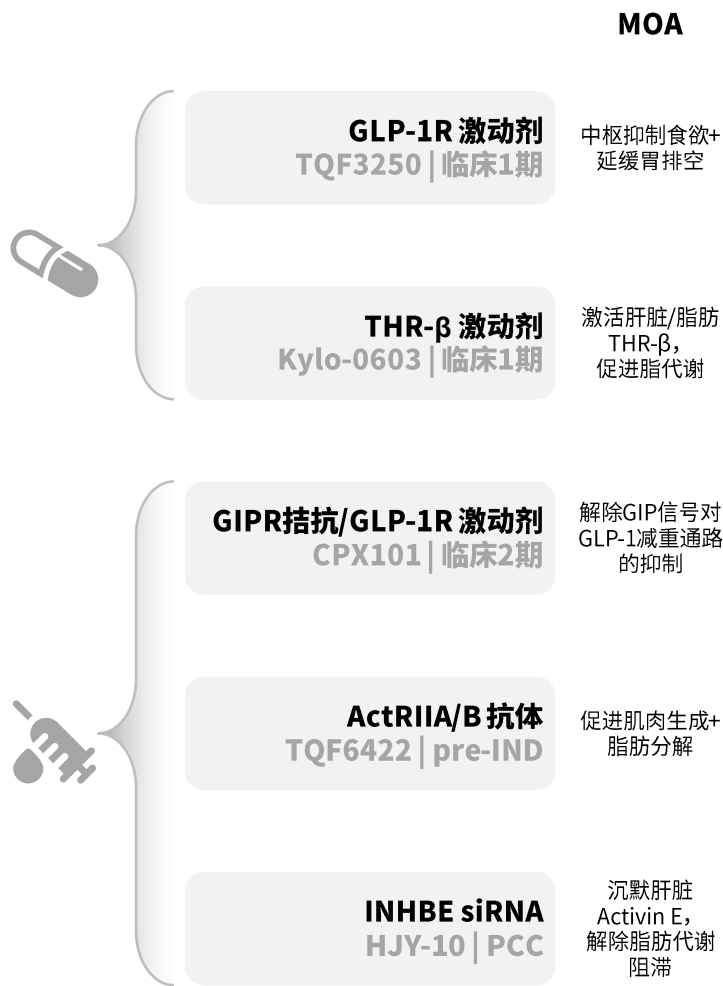 MOA
GLP-1R 激动剂
TQF3250 | 临床1期
中枢抑制食欲+
延缓胃排空
THR-β 激动剂
Kylo-0603 | 临床1期
激活肝脏/脂肪
THR-β，
促进脂代谢
GIPR拮抗/GLP-1R 激动剂
CPX101 | 临床2期
解除GIP信号对
GLP-1减重通路
的抑制
ActRIIA/B 抗体
TQF6422 | pre-IND
促进肌肉生成+
脂肪分解
INHBE siRNA
HJY-10 | PCC
沉默肝脏
Activin E，
解除脂肪代谢
阻滞